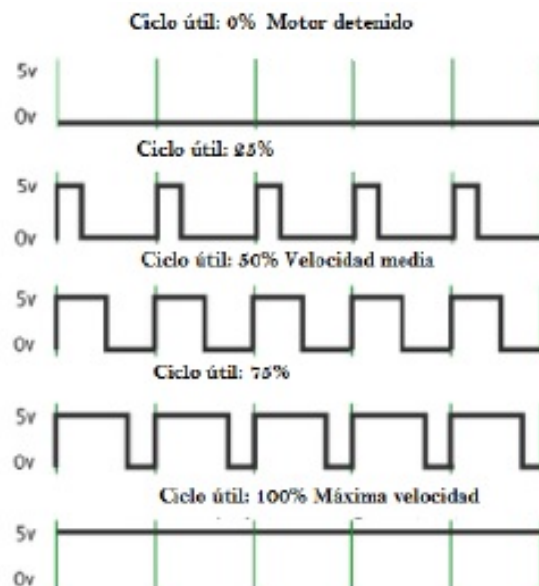 Ciclo útil: 0% Motor detenido
5v
0v
Ciclo útil: 25%
5v
0v
Ciclo útil: 50% Velocidad media
5v
0v
Ciclo útil: 75%
5v
0v
Ciclo útil: 100% Máxima velocidad
5v
0v